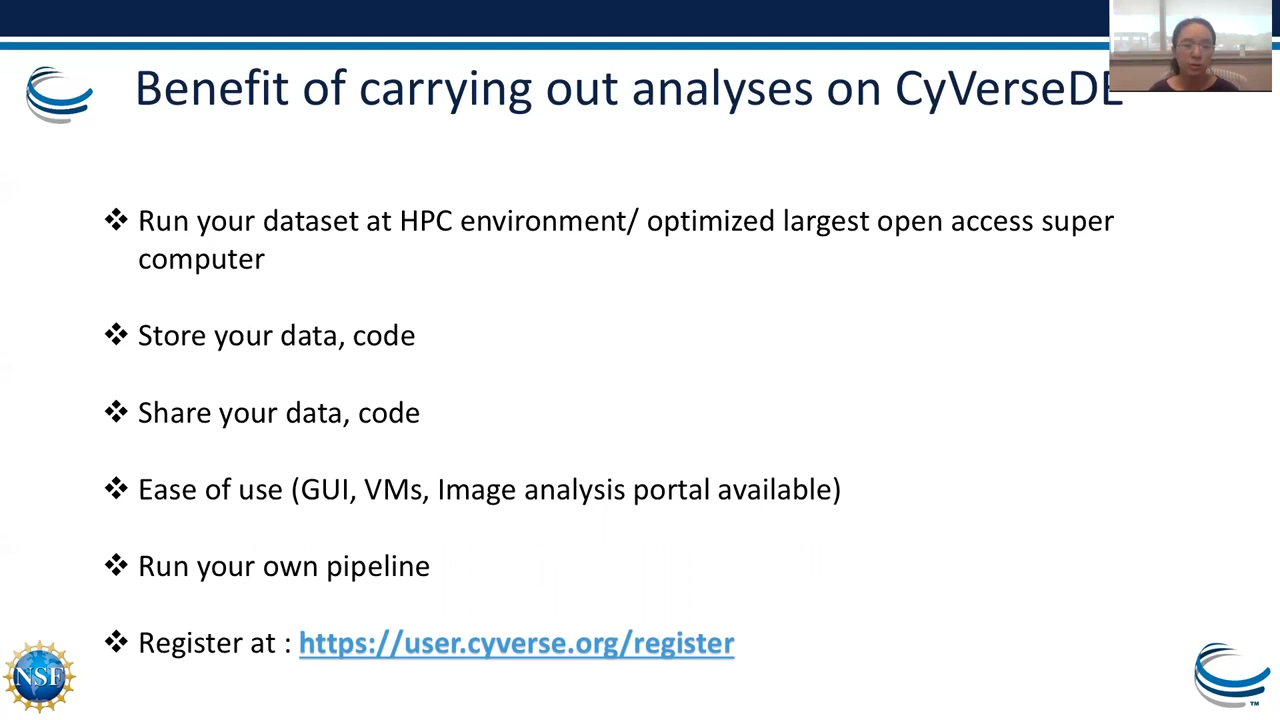 Benefit of carrying out analyses on CyVerseDE
❖ Run your dataset at HPC environment/ optimized largest open access super
computer
❖ Store your data, code
❖ Share your data, code
❖ Ease of use (GUI, VMs, Image analysis portal available)
❖ Run your own pipeline
❖ Register at : https://user.cyverse.org/register
NSF
TM